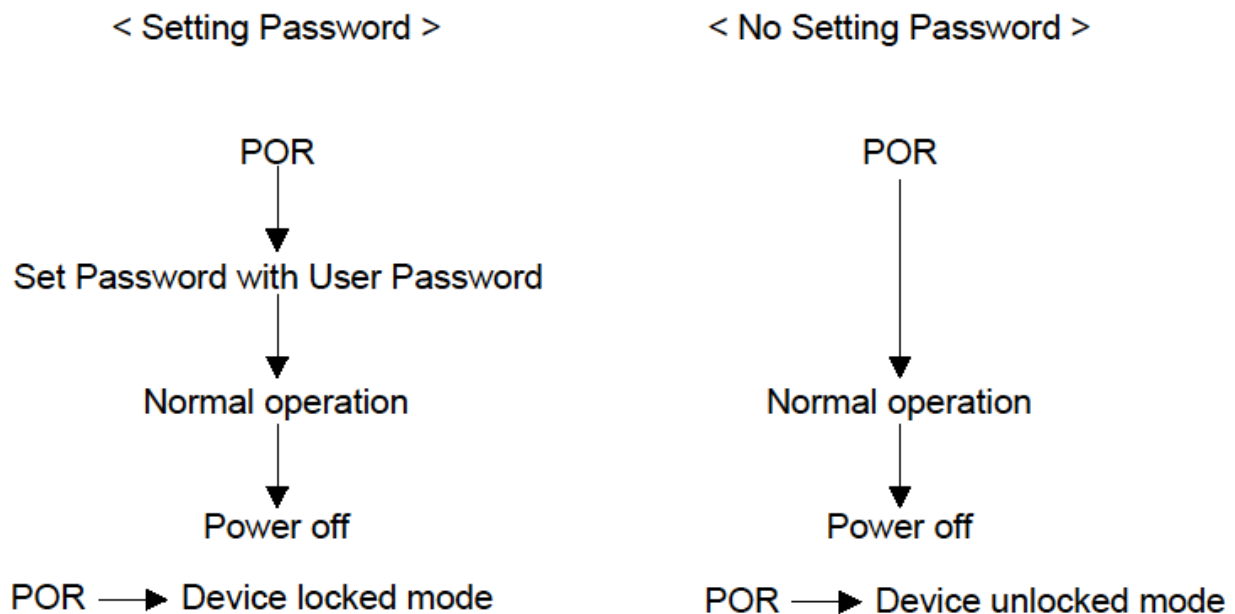 < Setting Password >
POR
Set Password with User Password
Normal operation
Power off
POR Device locked mode
< No Setting Password >
POR
Normal operation
Power off
POR Device unlocked mode